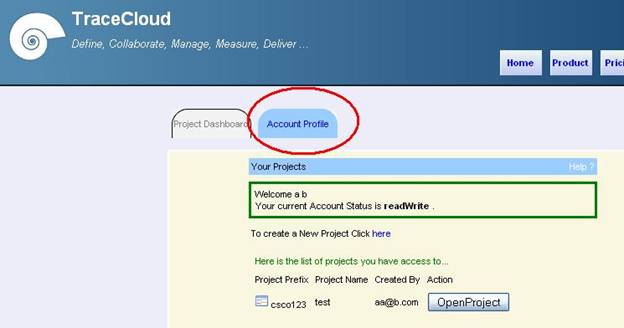 TraceCloud
Define, Collaborate, Manage, Measure, Deliver ...
Home Product
Project Dashboard Account Profile
Your Projects Help ?
Welcome a b
Your current Account Status is readWrite .
To create a New Project Click here
Here is the list of projects you have access to...
Project Prefix Project Name Created By Action
csco123 test aa@b.com OpenProject